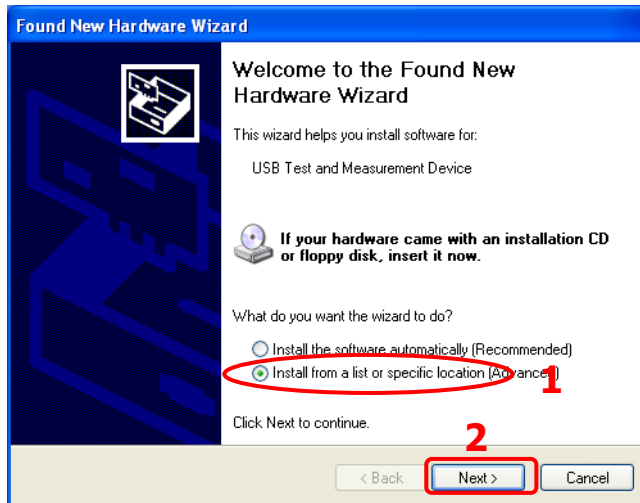 Found New Hardware Wizard
Welcome to the Found New
Hardware Wizard
This wizard helps you install software for:
USB Test and Measurement Device
If your hardware came with an installation CD
or floppy disk, insert it now.
What do you want the wizard to do?
Install the software automatically (Recommended)
Install from a list or specific location (Advanced)
1
Click Next to continue.
2
< Back
Next >
Cancel